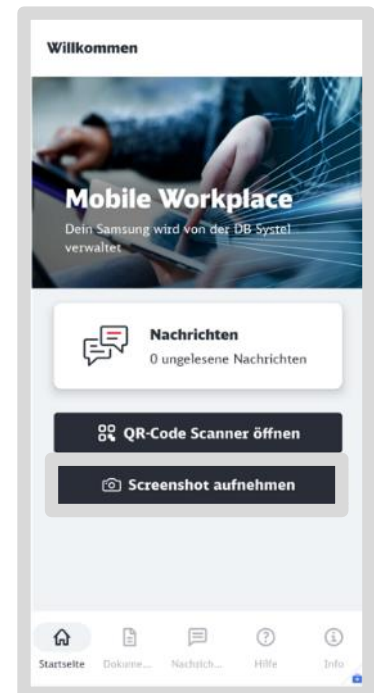 Willkommen
Mobile Workplace
Dein Samsung wird von der DB Systel
verwaltet
Nachrichten
0 ungelesene Nachrichten
QR-Code Scanner öffnen
Screenshot aufnehmen
Startseite Dokume... Nachrich... Hilfe Info